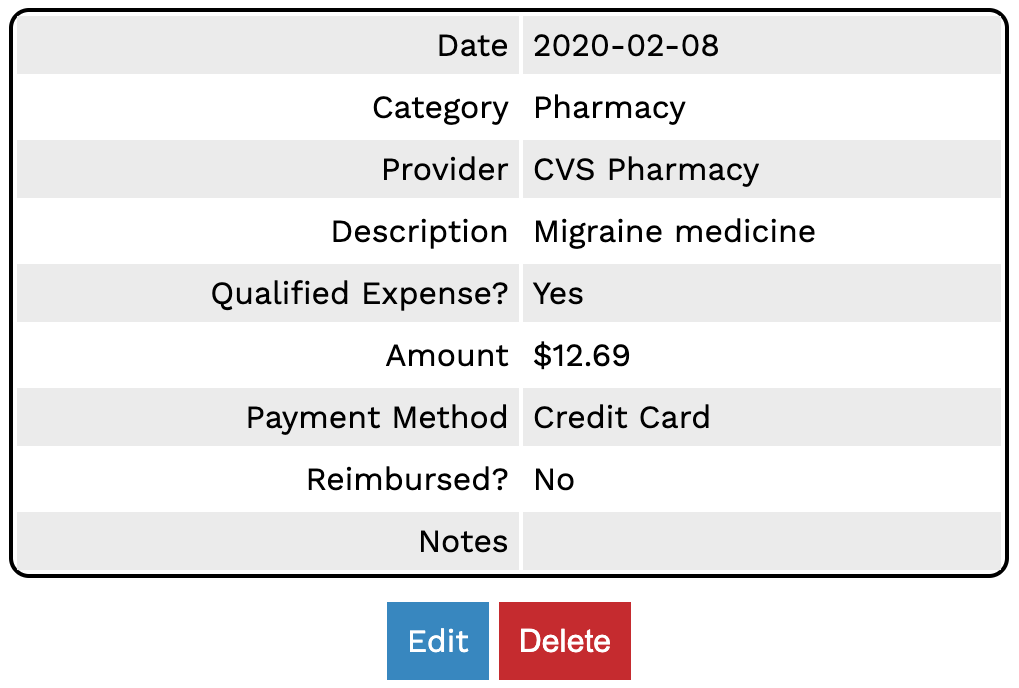 Date 2020-02-08
Category Pharmacy
Provider CVS Pharmacy
Description Migraine medicine
Qualified Expense? Yes
Amount $12.69
Payment Method Credit Card
Reimbursed? No
Notes
Edit Delete